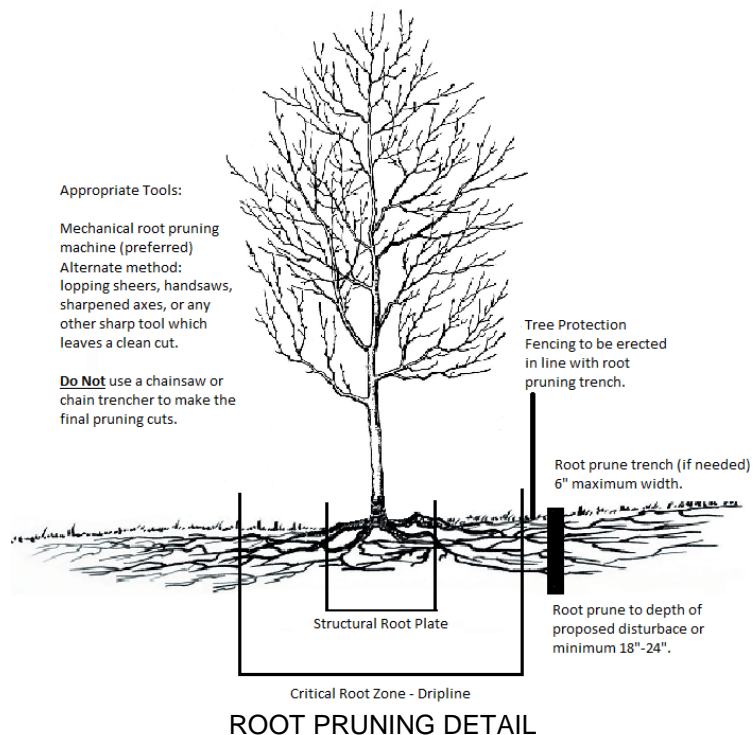 Appropriate Tools:
Mechanical root pruning
machine (preferred)
Alternate method:
lopping sheers, handsaws,
sharpened axes, or any
other sharp tool which
leaves a clean cut.
Do Not use a chainsaw or
chain trencher to make the
final pruning cuts.
Tree Protection
Fencing to be erected
in line with root
pruning trench.
Root prune trench (if needed)
6" maximum width.
Structural Root Plate
Root prune to depth of
proposed disturbace or
minimum 18"-24".
Critical Root Zone - Dripline
ROOT PRUNING DETAIL